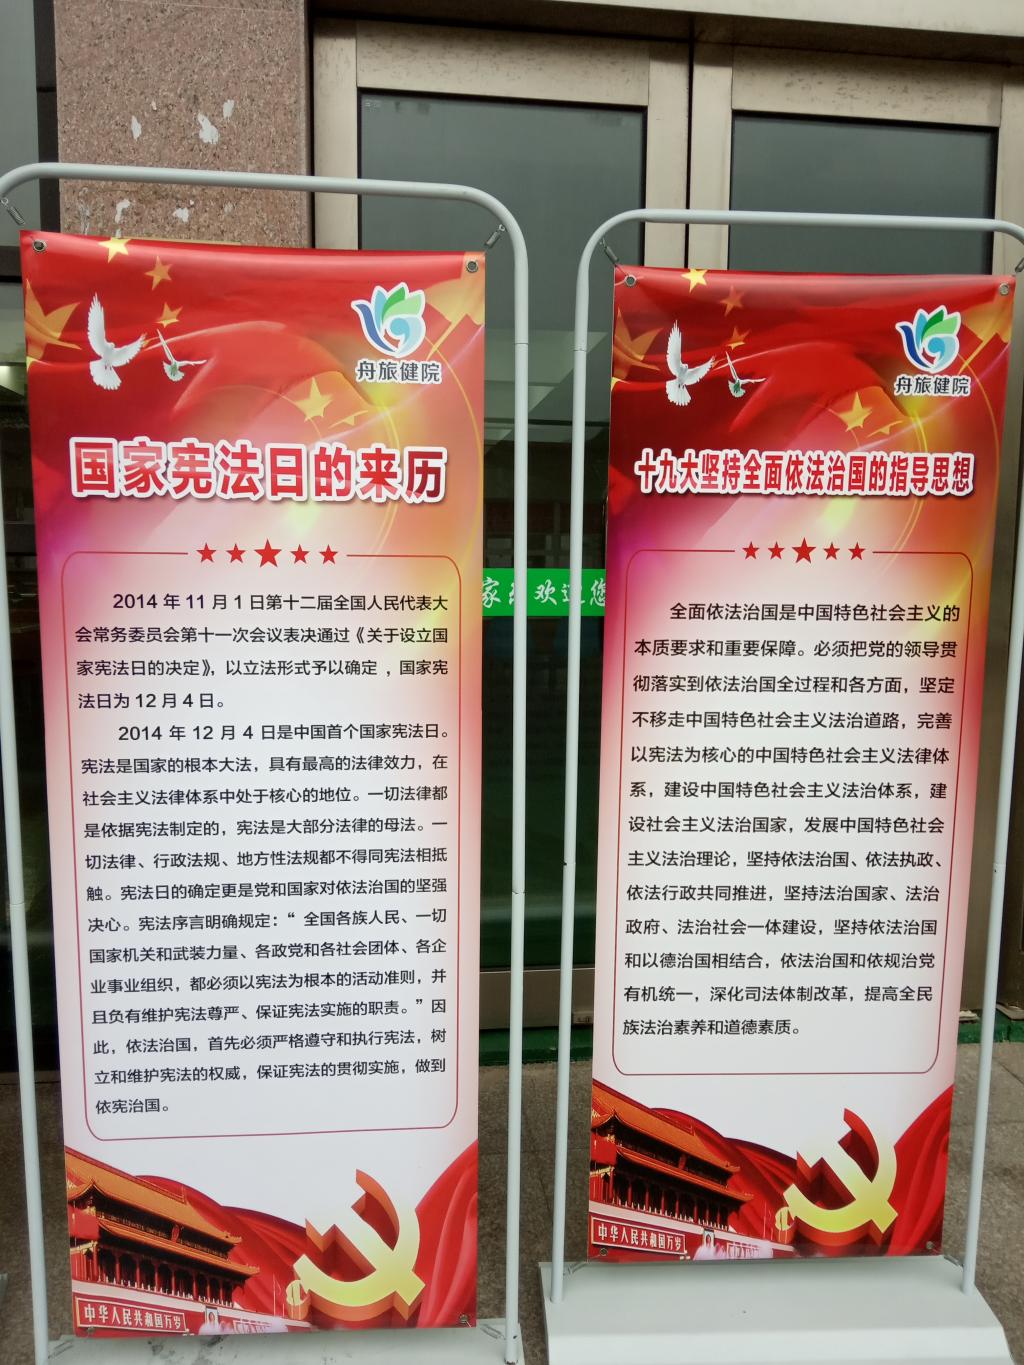 舟旅健院
国家宪法日的来历
2014 年 11 月 1 日第十二届全国人民代表大
会常务委员会第十一次会议表决通过《关于设立国
家宪法日的决定》，以立法形式予以确定，国家宪
法日为 12 月 4 日。
2014 年 12 月 4 日是中国首个国家宪法日。
宪法是国家的根本大法，具有最高的法律效力，在
社会主义法律体系中处于核心的地位。一切法律都
是依据宪法制定的，宪法是大部分法律的母法。一
切法律、行政法规、地方性法规都不得同宪法相抵
触。宪法日的确定更是党和国家对依法治国的坚强
决心。宪法序言明确规定：“ 全国各族人民、一切
国家机关和武装力量、各政党和各社会团体、各企
业事业组织，都必须以宪法为根本的活动准则，并
且负有维护宪法尊严、保证宪法实施的职责。”因
此，依法治国，首先必须严格遵守和执行宪法，树
立和维护宪法的权威，保证宪法的贯彻实施，做到
依宪治国。
中华人民共和国万岁
家 欢迎您
舟旅健院
十九大坚持全面依法治国的指导思想
全面依法治国是中国特色社会主义的
本质要求和重要保障。必须把党的领导贯
彻落实到依法治国全过程和各方面，坚定
不移走中国特色社会主义法治道路，完善
以宪法为核心的中国特色社会主义法律体
系，建设中国特色社会主义法治体系，建
设社会主义法治国家，发展中国特色社会
主义法治理论，坚持依法治国、依法执政、
依法行政共同推进，坚持法治国家、法治
政府、法治社会一体建设，坚持依法治国
和以德治国相结合，依法治国和依规治党
有机统一，深化司法体制改革，提高全民
族法治素养和道德素质。
中华人民共和国万岁